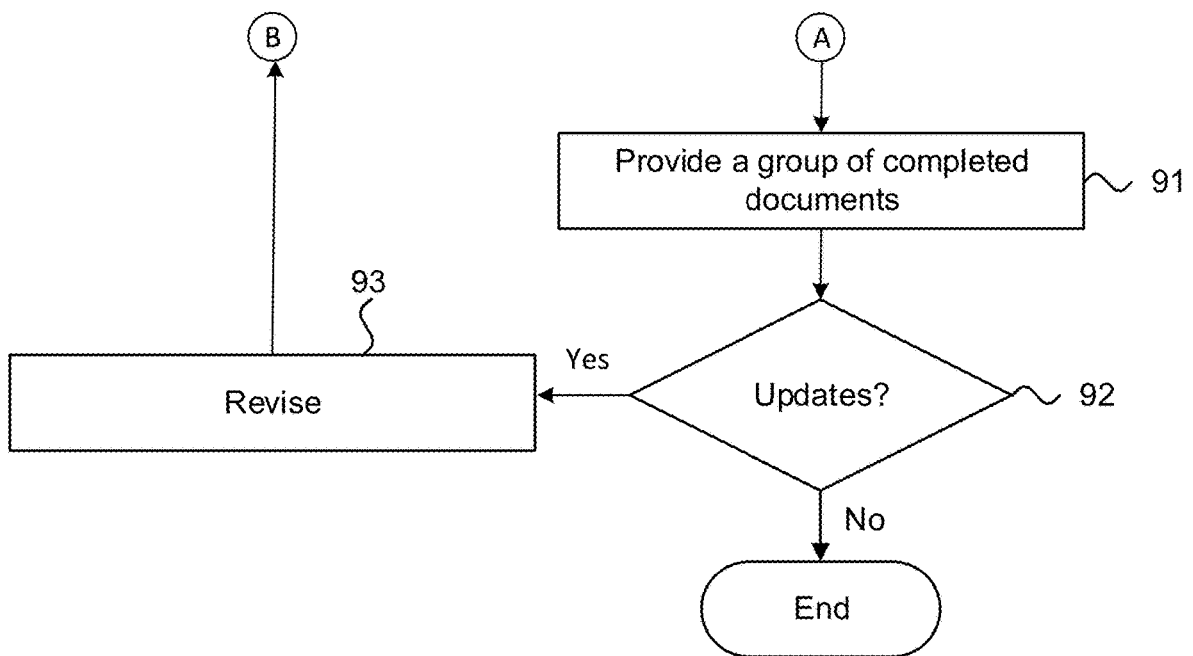 B
A
Provide a group of completed
documents
91
93
Revise
Yes
Updates?
92
No
End